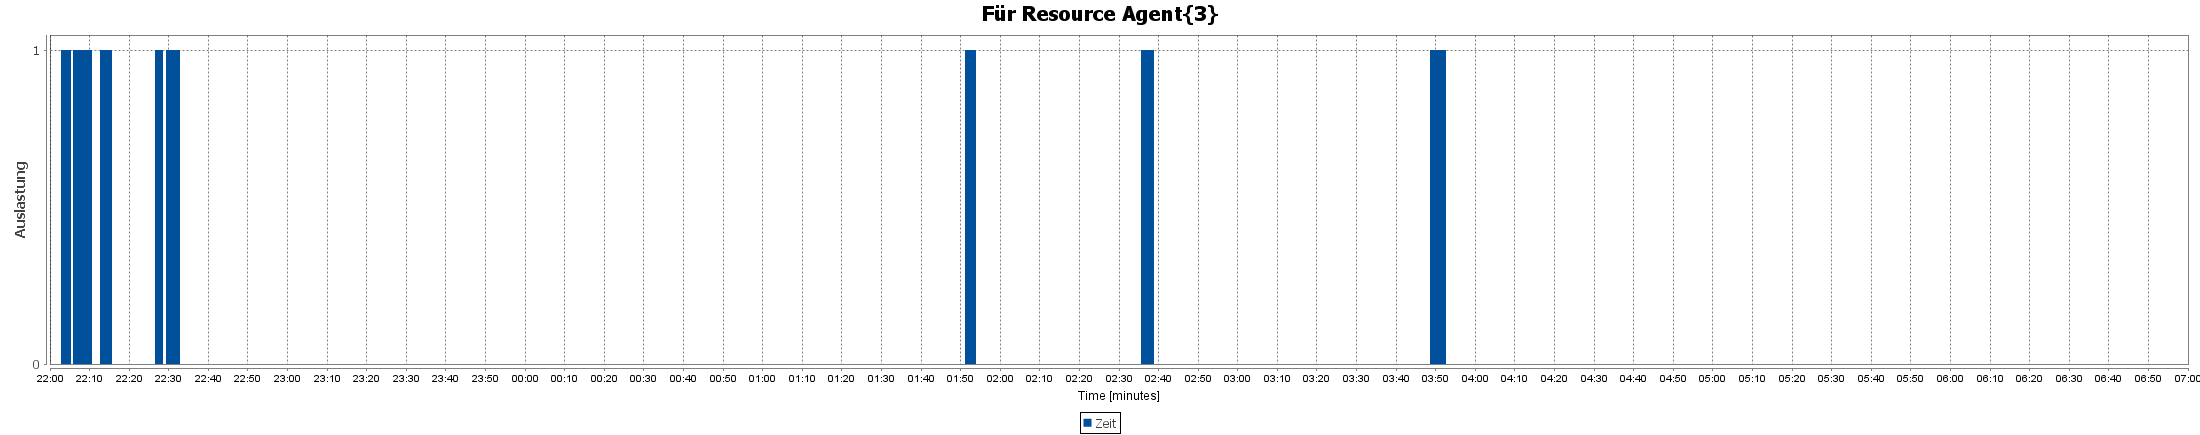 Für Resource Agent{3}
Auslastung
1
0
22:00 22:10 22:20 22:30 22:40 22:50 23:00 23:10 23:20 23:30 23:40 23:50 00:00 00:10 00:20 00:30 00:40 00:50 01:00 01:10 01:20 01:30 01:40 01:50 02:00 02:10 02:20 02:30 02:40 02:50 03:00 03:10 03:20 03:30 03:40 03:50 04:00 04:10 04:20 04:30 04:40 04:50 05:00 05:10 05:20 05:30 05:40 05:50 06:00 06:10 06:20 06:30 06:40 06:50 07:00
Time [minutes]
Zeit